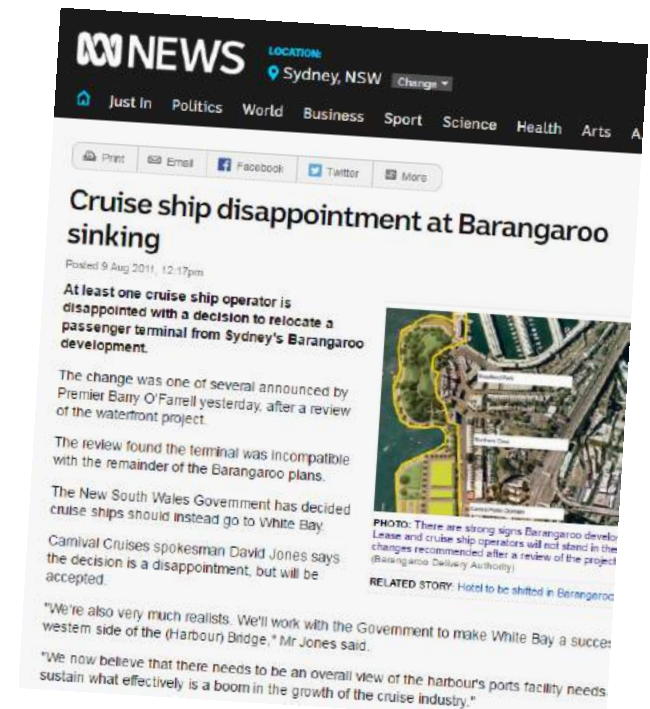 ABC NEWS
LOCATION:
Sydney, NSW Change
Just In Politics World Business Sport Science Health Arts A
Print Email Facebook Twitter More
Cruise ship disappointment at Barangaroo
sinking
Posted 9 Aug 2011, 12:17pm
At least one cruise ship operator is
disappointed with a decision to relocate a
passenger terminal from Sydney's Barangaroo
development.
The change was one of several announced by
Premier Barry O'Farrell yesterday, after a review
of the waterfront project.
The review found the terminal was incompatible
with the remainder of the Barangaroo plans.
The New South Wales Government has decided
cruise ships should instead go to White Bay.
Carnival Cruises spokesman David Jones says
the decision is a disappointment, but will be
accepted.
Headland Park
Northern Cove
Central Public Domain
PHOTO: There are strong signs Barangaroo develo
Lease and cruise ship operators will not stand in the
changes recommended after a review of the project
(Barangaroo Delivery Authority)
RELATED STORY: Hotel to be shifted in Barangaroo
"We're also very much realists. We'll work with the Government to make White Bay a succes
western side of the (Harbour) Bridge," Mr Jones said.
"We now believe that there needs to be an overall view of the harbour's ports facility needs
sustain what effectively is a boom in the growth of the cruise industry."